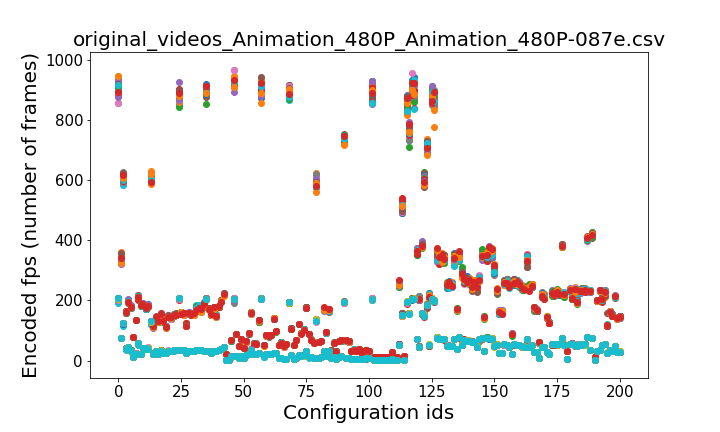 original_videos_Animation_480P_Animation_480P-087e.csv
Encoded fps (number of frames)
1000
800
600
400
200
0
0 25 50 75 100 125 150 175 200
Configuration ids